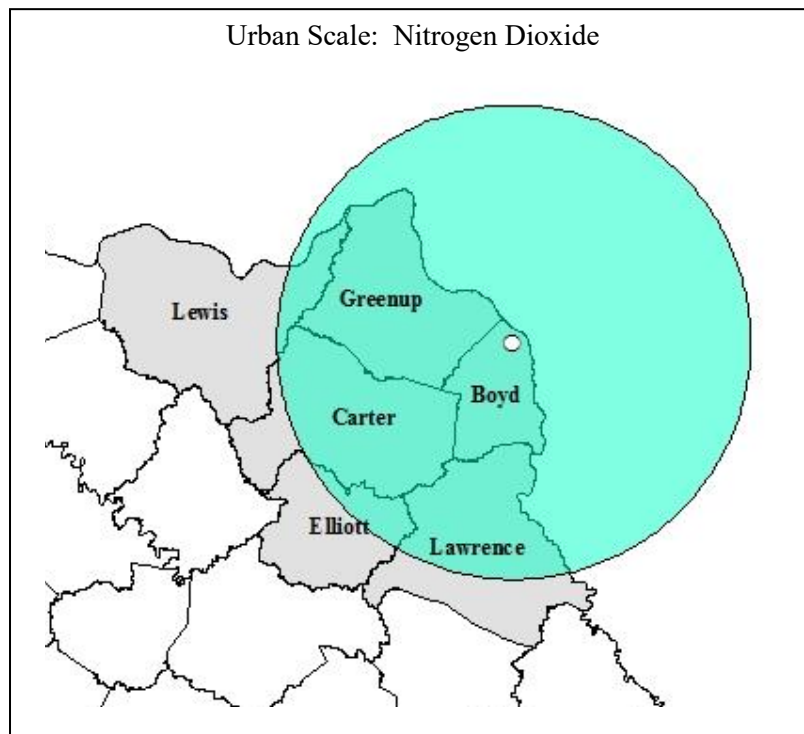 Urban Scale:  Nitrogen Dioxide
Greenup
Lewis
Boyd
Carter
Elliott
Lawrence